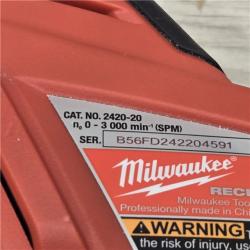 CAT. NO. 2420-20
n₀ 0 - 3 000 min⁻¹ (SPM)
SER. B56FD242204591
Milwaukee
RECI
Milwaukee Too
Professionally made in Chi
WARNING
the risk of injury, us